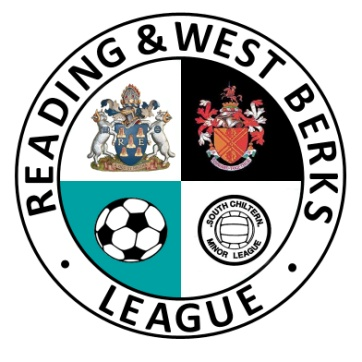 READING & WEST BERKS
LEAGUE
R E
SOUTH CHILTERN
MINOR LEAGUE